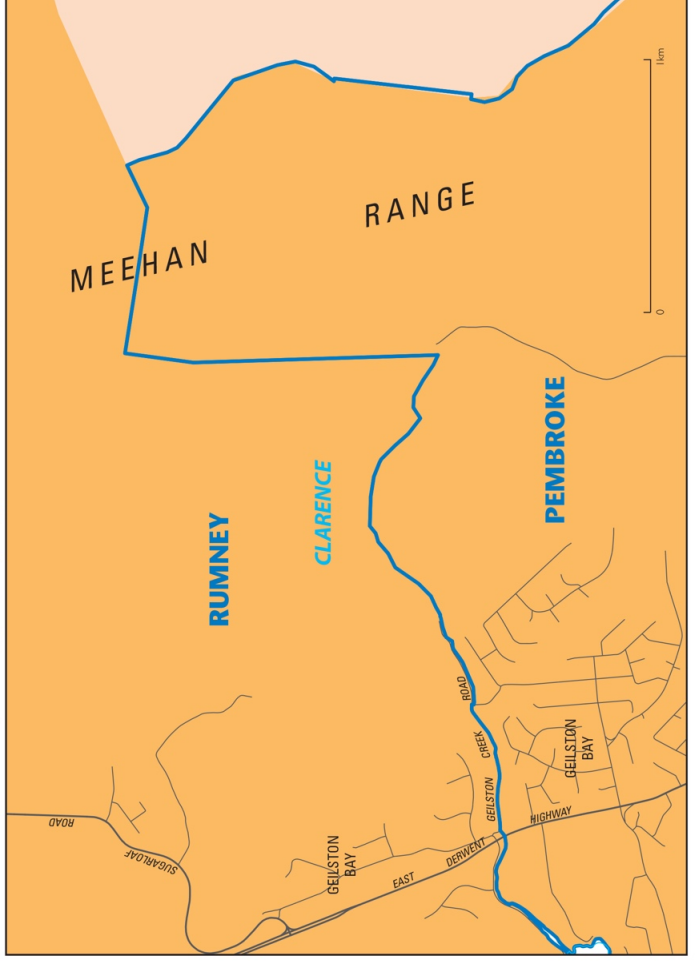 MEEHAN
RANGE
RUMNEY
CLARENCE
PEMBROKE
ROAD
SUGARLOAF
GEILSTON
BAY
EAST
DERWENT
HIGHWAY
GEILSTON
CREEK
ROAD
GEILSTON
BAY
0
1km